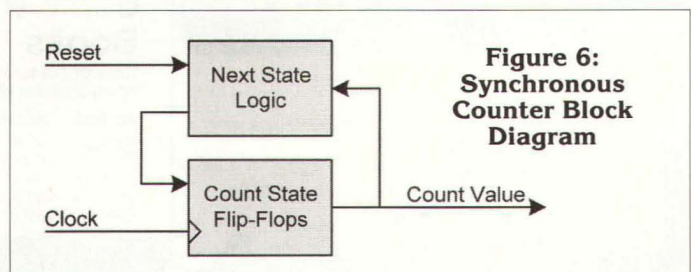 Reset
Next State
Logic
Figure 6:
Synchronous
Counter Block
Diagram
Count State
Flip-Flops
Count Value
Clock